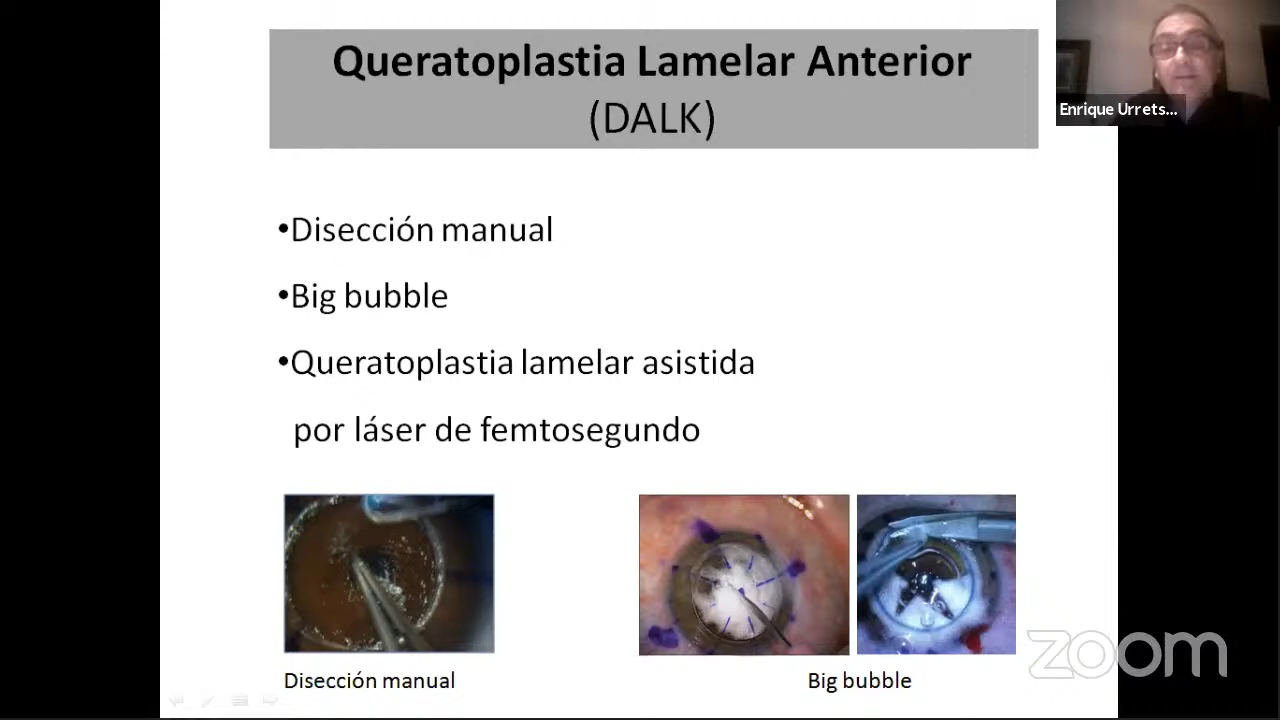 Queratoplastia Lamelar Anterior
(DALK)
Enrique Urrets...
•Disección manual
•Big bubble
•Queratoplastia lamelar asistida
por láser de femtosegundo
Disección manual
Big bubble
zoom